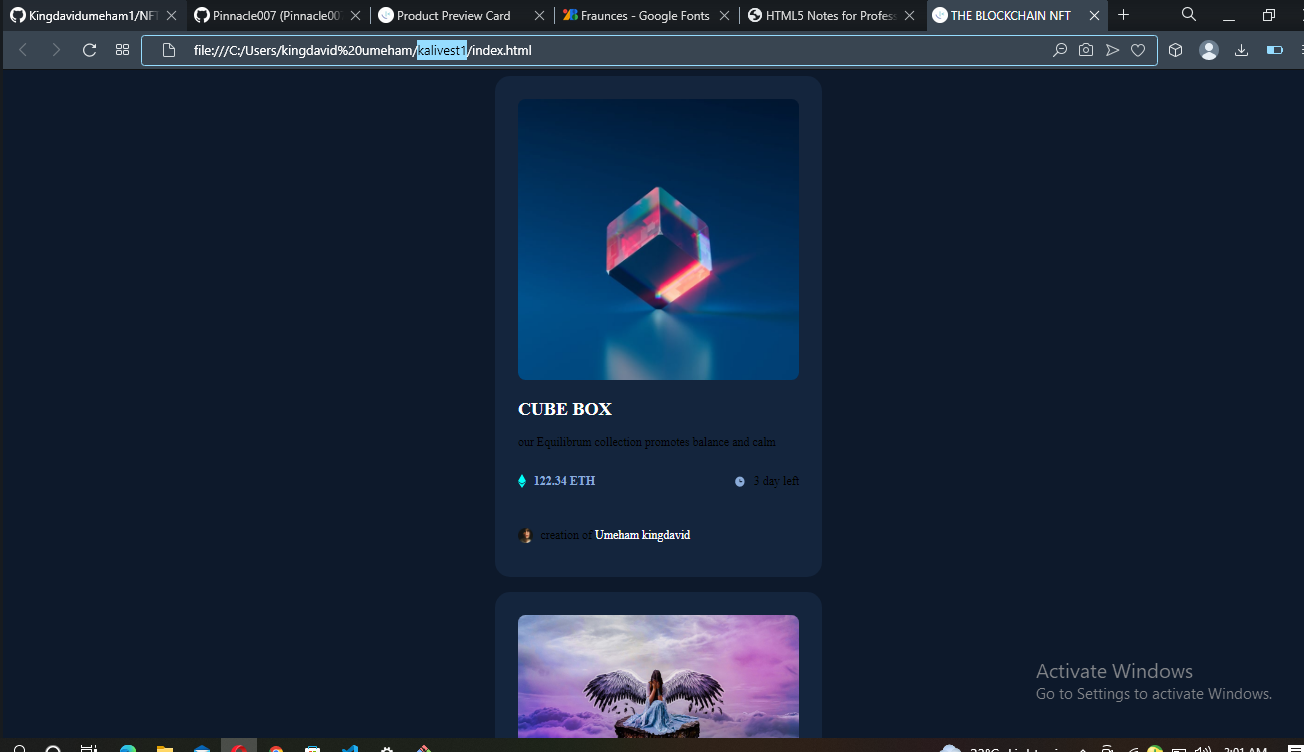 Kingdavidumeham1/NFT
Pinnacle007 (Pinnacle007
Product Preview Card
Fraunces - Google Fonts
HTML5 Notes for Profess
THE BLOCKCHAIN NFT
file:///C:/Users/kingdavid%20umeham/kalivest1/index.html
CUBE BOX
our Equilibrum collection promotes balance and calm
122.34 ETH
3 day left
creation of Umeham kingdavid
Activate Windows
Go to Settings to activate Windows.